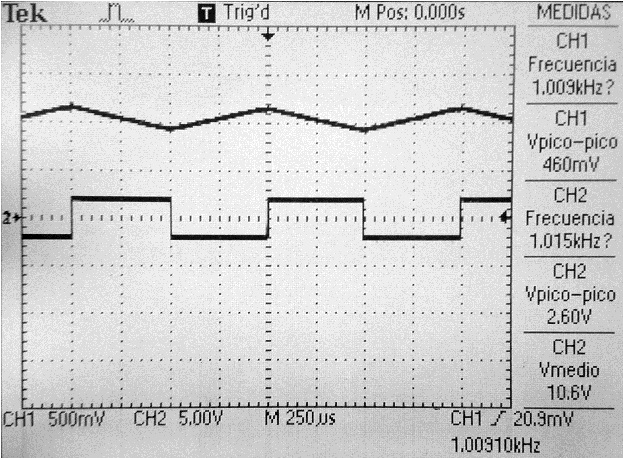 Tek
T Trig'd
M Pos: 0.000s
MEDIDAS
CH1
Frecuencia
1.009kHz?
CH1
Vpico-pico
460mV
CH2
Frecuencia
1.015kHz?
CH2
Vpico-pico
2.60V
CH2
Vmedio
10.6V
2
CH1 500mV
CH2 5.00V
M 250µs
CH1 20.9mV
1.00910kHz